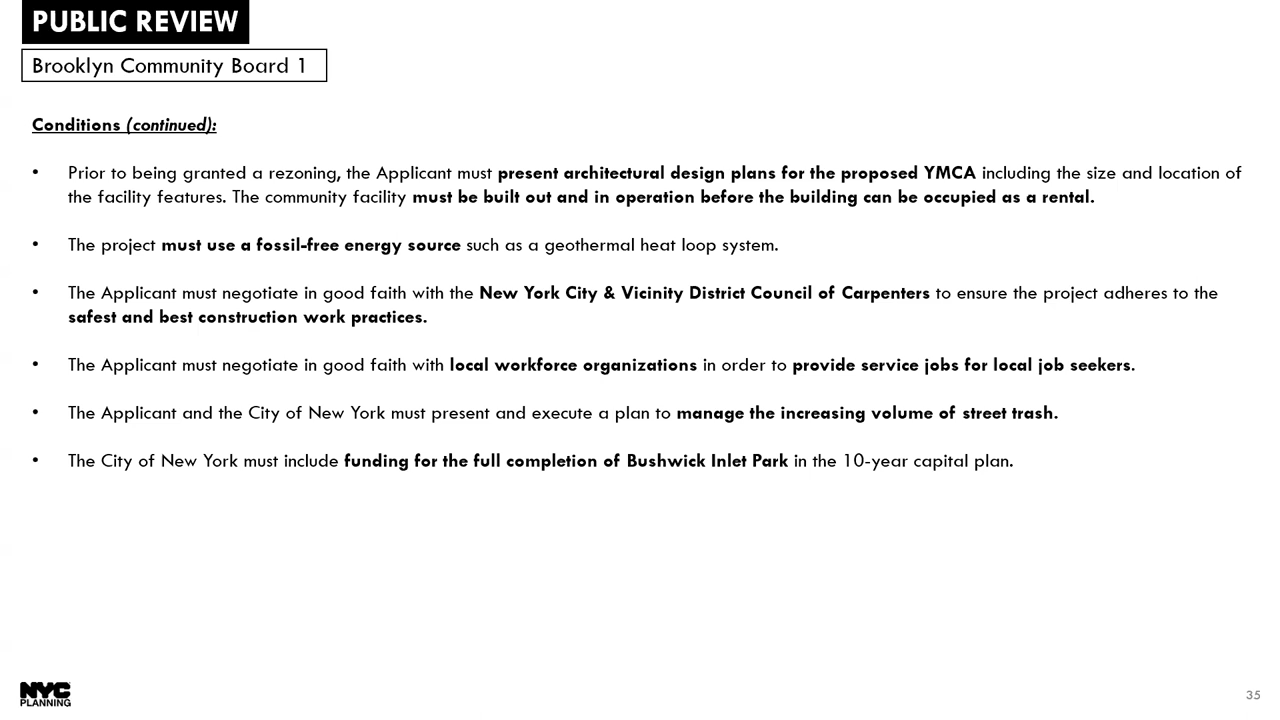 PUBLIC REVIEW
Brooklyn Community Board 1
Conditions (continued):
• Prior to being granted a rezoning, the Applicant must present architectural design plans for the proposed YMCA including the size and location of
the facility features. The community facility must be built out and in operation before the building can be occupied as a rental.
• The project must use a fossil-free energy source such as a geothermal heat loop system.
• The Applicant must negotiate in good faith with the New York City & Vicinity District Council of Carpenters to ensure the project adheres to the
safest and best construction work practices.
• The Applicant must negotiate in good faith with local workforce organizations in order to provide service jobs for local job seekers.
• The Applicant and the City of New York must present and execute a plan to manage the increasing volume of street trash.
• The City of New York must include funding for the full completion of Bushwick Inlet Park in the 10-year capital plan.
NYC
PLANNING
35